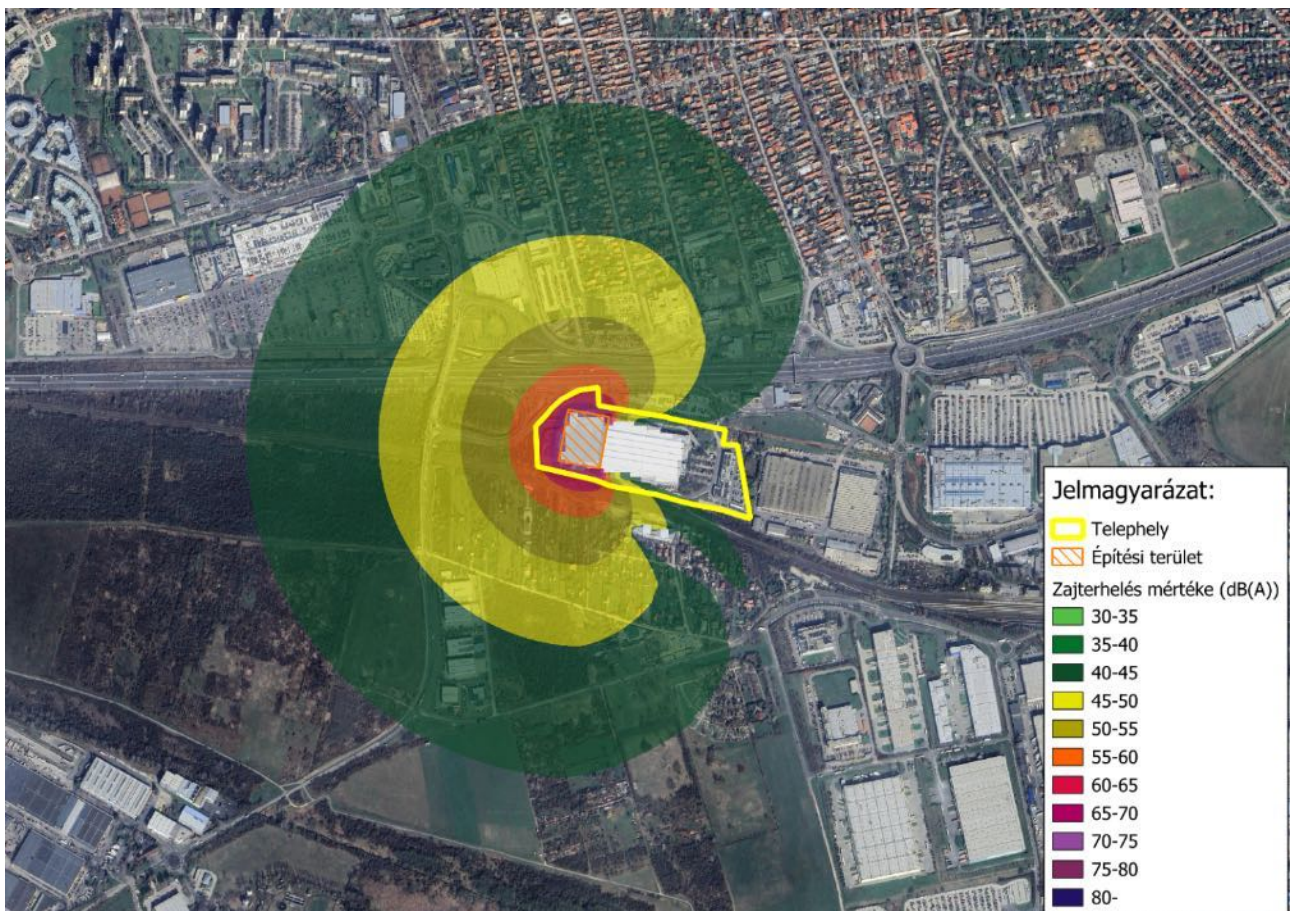 Jelmagyarázat:
Telephely
Építési terület
Zajterhelés mértéke (dB(A))
30-35
35-40
40-45
45-50
50-55
55-60
60-65
65-70
70-75
75-80
80-